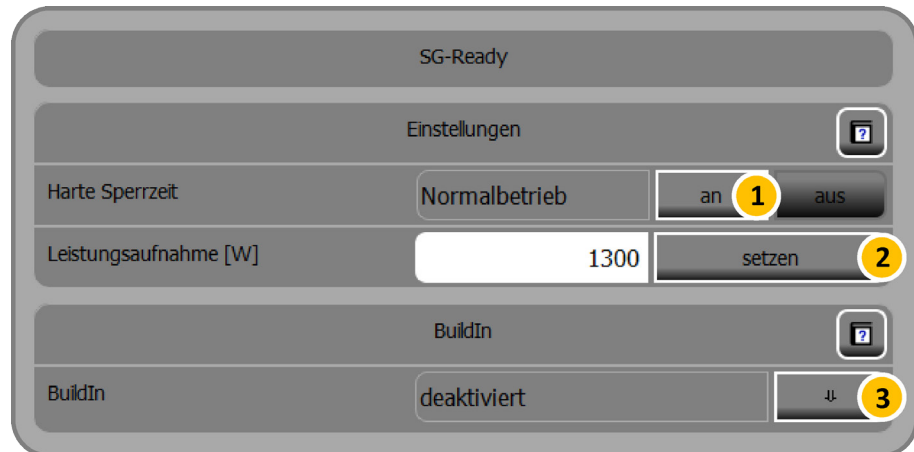 SG-Ready
Einstellungen
?
Harte Sperrzeit Normalbetrieb an 1 aus
Leistungsaufnahme [W] 1300 setzen 2
BuildIn
?
BuildIn deaktiviert ⥥ 3